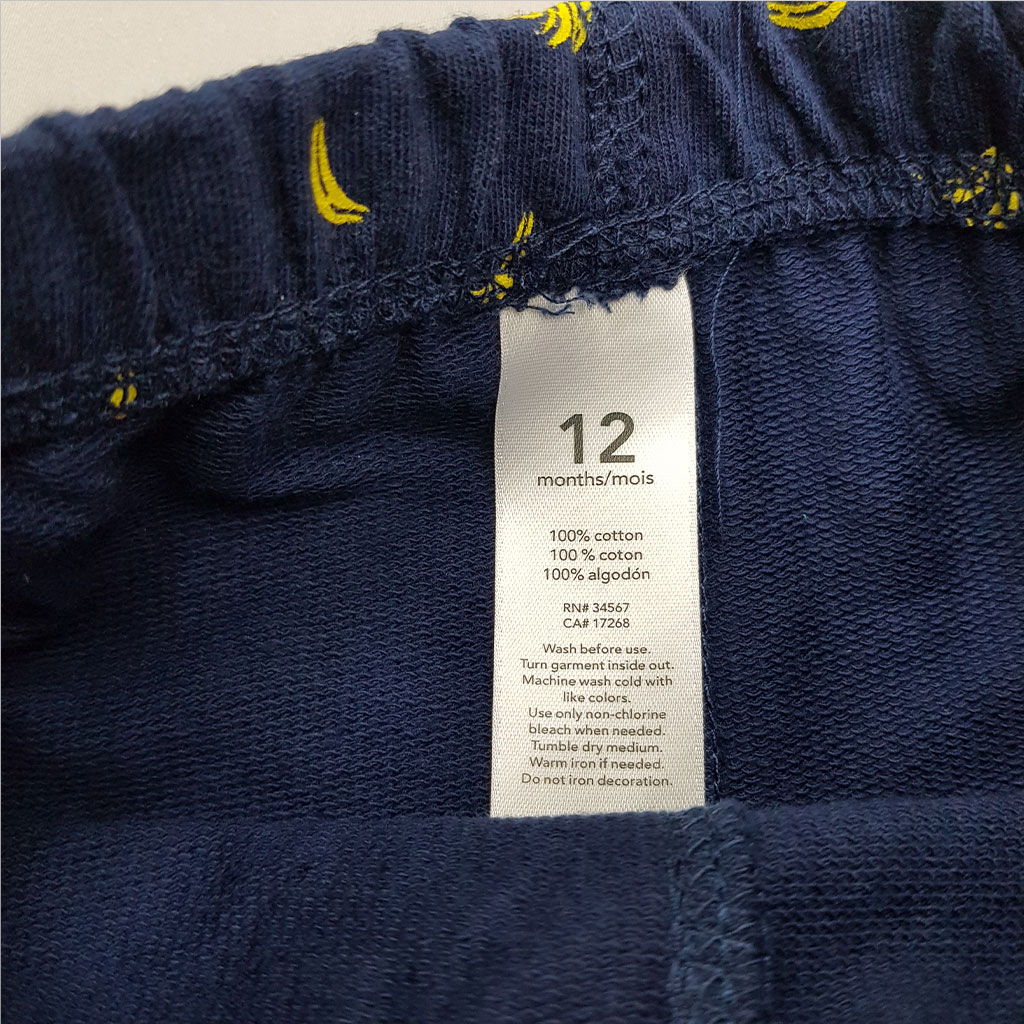 12
months/mois
100% cotton
100 % coton
100% algodón
RN# 34567
CA# 17268
Wash before use.
Turn garment inside out.
Machine wash cold with
like colors.
Use only non-chlorine
bleach when needed.
Tumble dry medium.
Warm iron if needed.
Do not iron decoration.